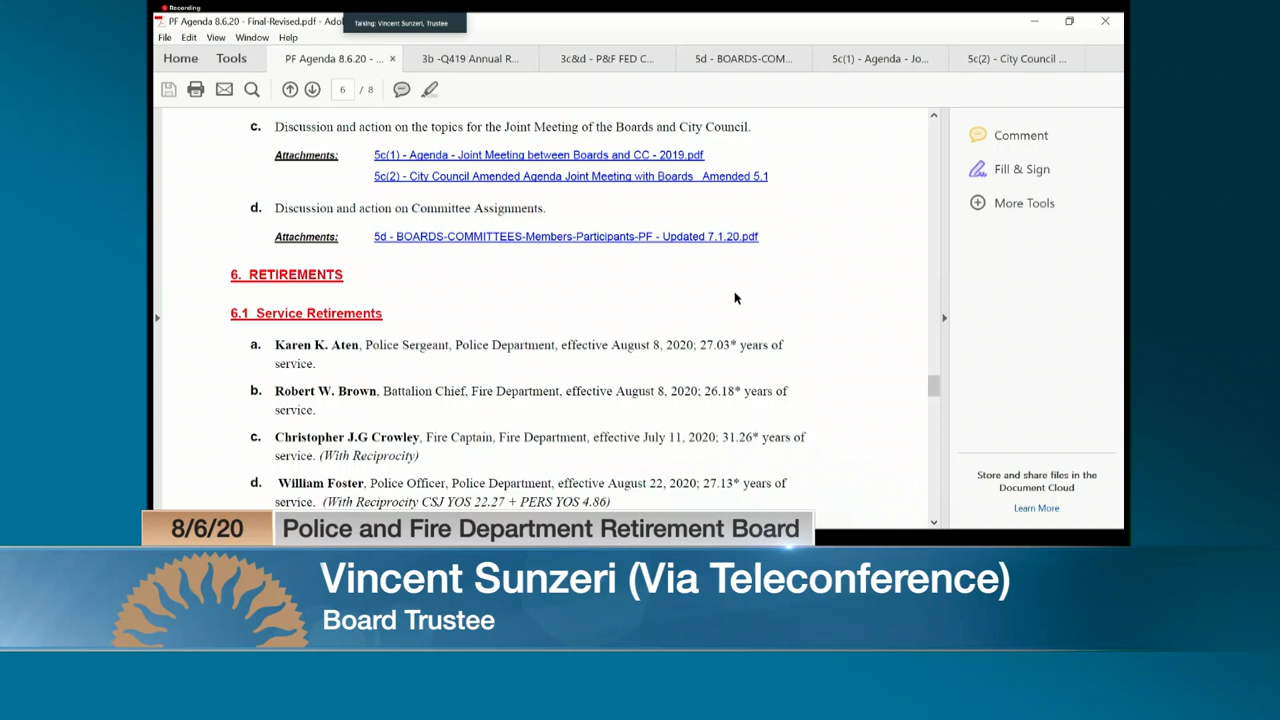 Recording
PF Agenda 8.6.20 - Final-Revised.pdf - Adob
Talking: Vincent Sunzeri, Trustee
File Edit View Window Help
Home Tools PF Agenda 8.6.20 - ... × 3b -Q419 Annual R... 3c&d - P&F FED C... 5d - BOARDS-COM... 5c(1) - Agenda - Jo... 5c(2) - City Council ...
6 / 8
c. Discussion and action on the topics for the Joint Meeting of the Boards and City Council.
Attachments: 5c(1) - Agenda - Joint Meeting between Boards and CC - 2019.pdf
5c(2) - City Council Amended Agenda Joint Meeting with Boards_ Amended 5.1
d. Discussion and action on Committee Assignments.
Attachments: 5d - BOARDS-COMMITTEES-Members-Participants-PF - Updated 7.1.20.pdf
6. RETIREMENTS
6.1 Service Retirements
a. Karen K. Aten, Police Sergeant, Police Department, effective August 8, 2020; 27.03* years of
service.
b. Robert W. Brown, Battalion Chief, Fire Department, effective August 8, 2020; 26.18* years of
service.
c. Christopher J.G Crowley, Fire Captain, Fire Department, effective July 11, 2020; 31.26* years of
service. (With Reciprocity)
d. William Foster, Police Officer, Police Department, effective August 22, 2020; 27.13* years of
service. (With Reciprocity CSJ YOS 22.27 + PERS YOS 4.86)
Comment
Fill & Sign
More Tools
Store and share files in the
Document Cloud
Learn More
8/6/20 Police and Fire Department Retirement Board
Vincent Sunzeri (Via Teleconference)
Board Trustee